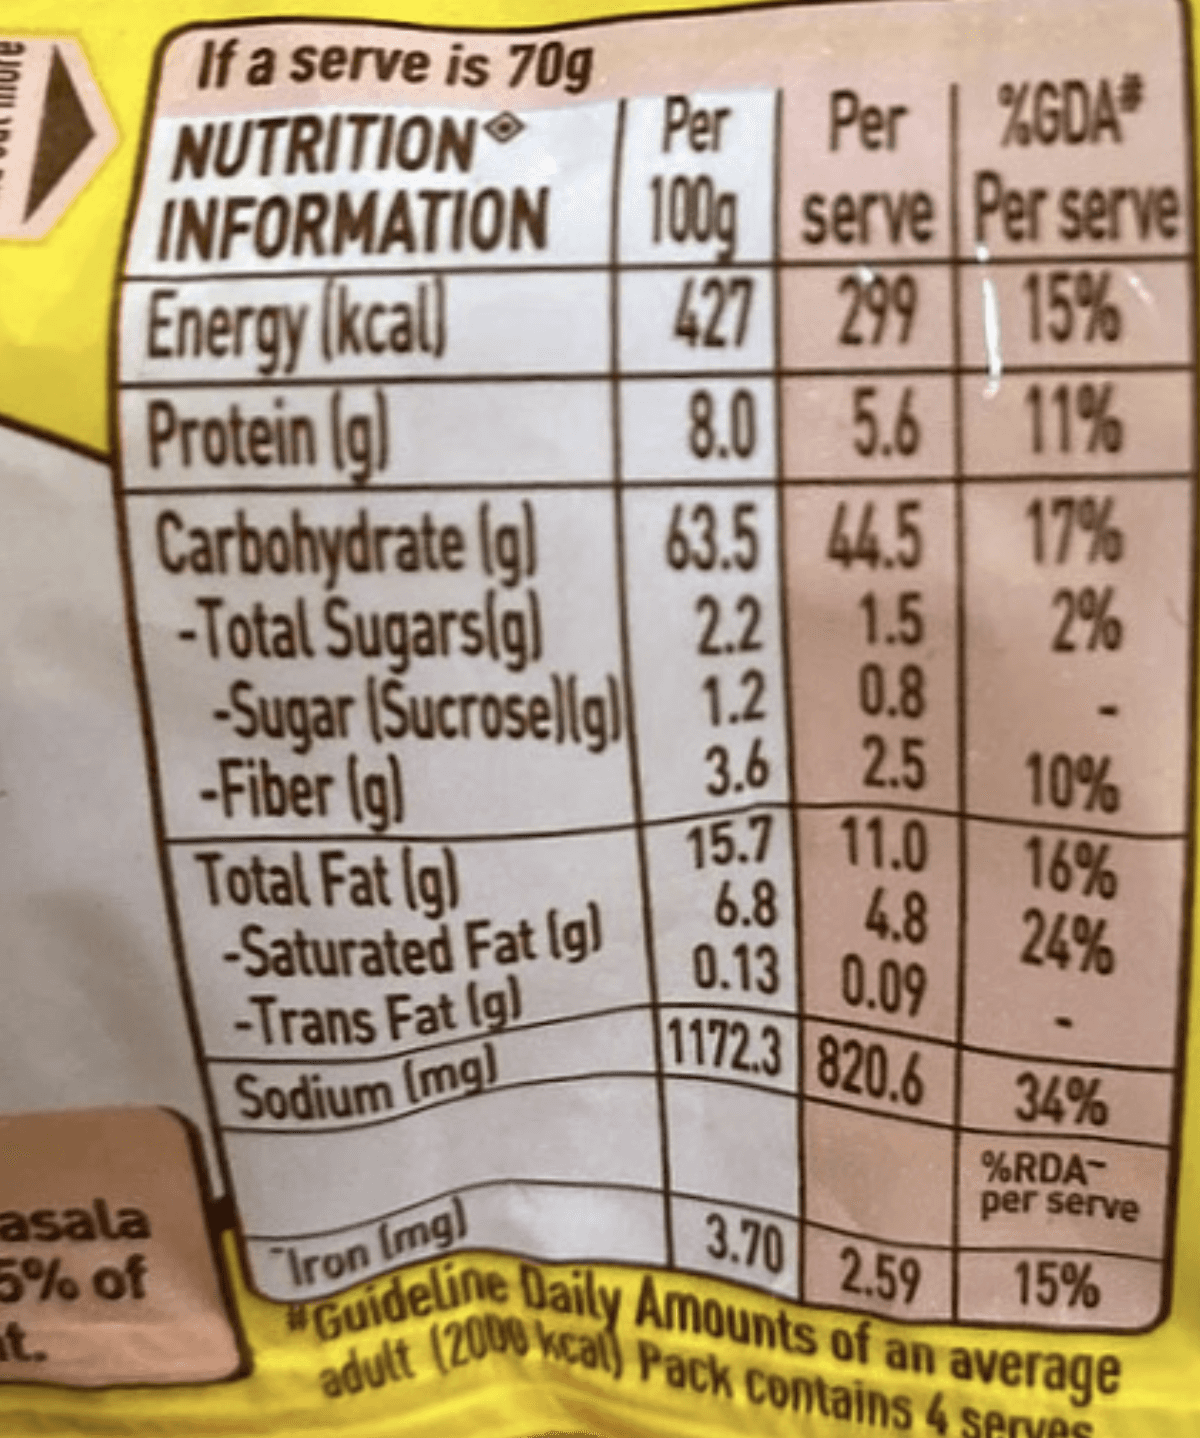 If a serve is 70g
NUTRITION INFORMATION Per 100g Per serve %GDA# Per serve
Energy (kcal) 427 299 15%
Protein (g) 8.0 5.6 11%
Carbohydrate (g) 63.5 44.5 17%
-Total Sugars(g) 2.2 1.5 2%
-Sugar (Sucrose)(g) 1.2 0.8 -
-Fiber (g) 3.6 2.5 10%
Total Fat (g) 15.7 11.0 16%
-Saturated Fat (g) 6.8 4.8 24%
-Trans Fat (g) 0.13 0.09 -
Sodium (mg) 1172.3 820.6 34%
%RDA~
per serve
~Iron (mg) 3.70 2.59 15%
#Guideline Daily Amounts of an average
adult (2000 kcal) Pack contains 4 serves
more
asala
5% of
t.